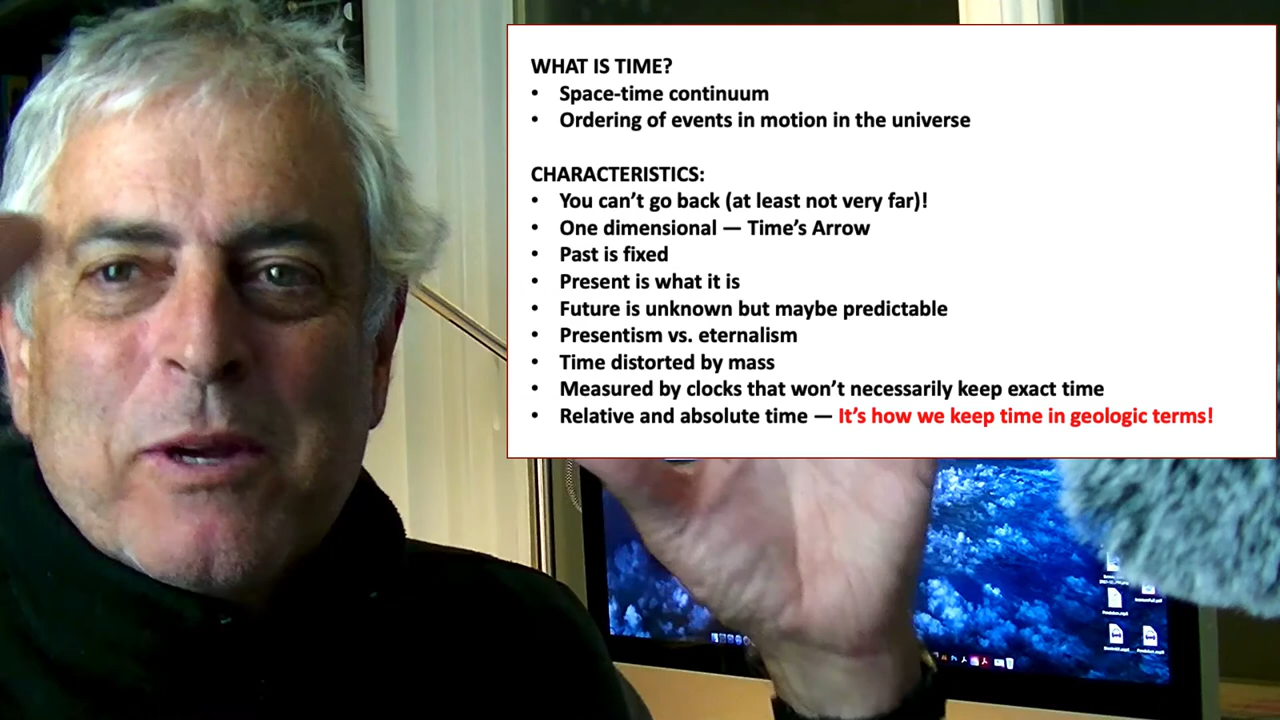 WHAT IS TIME?
• Space-time continuum
• Ordering of events in motion in the universe
CHARACTERISTICS:
• You can’t go back (at least not very far)!
• One dimensional — Time’s Arrow
• Past is fixed
• Present is what it is
• Future is unknown but maybe predictable
• Presentism vs. eternalism
• Time distorted by mass
• Measured by clocks that won’t necessarily keep exact time
• Relative and absolute time — It’s how we keep time in geologic terms!